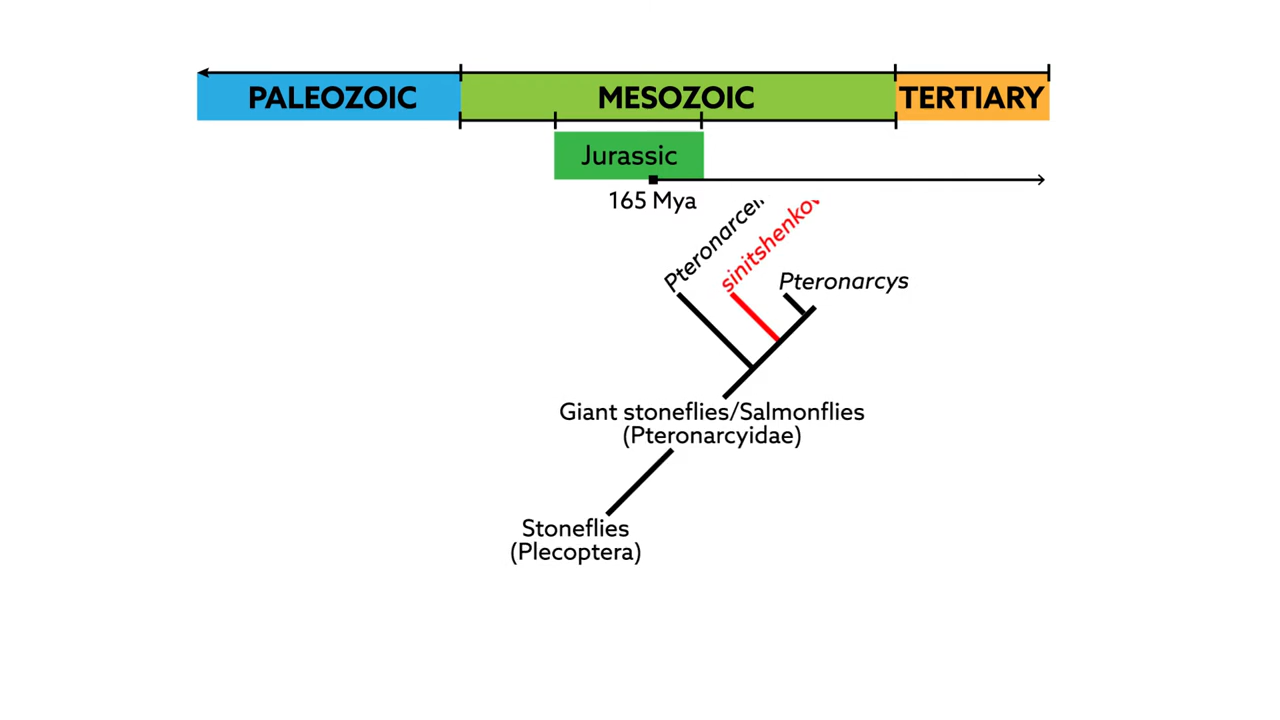 PALEOZOIC MESOZOIC TERTIARY
Jurassic
165 Mya
Pteronarcys
Giant stoneflies/Salmonflies
(Pteronarcyidae)
Stoneflies
(Plecoptera)